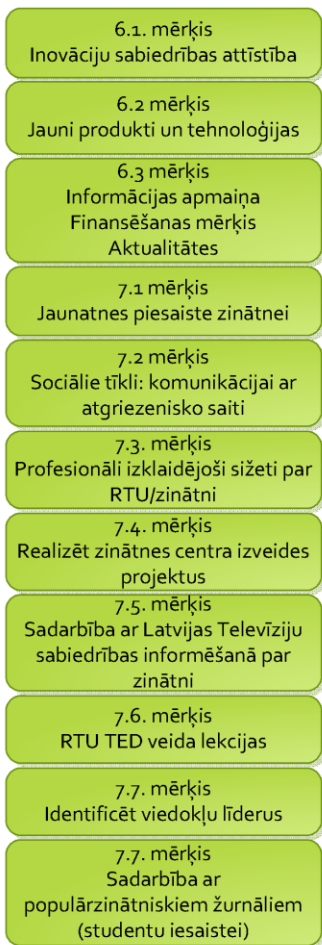 6.1. mērķis
Inovāciju sabiedrības attīstība
6.2 mērķis
Jauni produkti un tehnoloģijas
6.3 mērķis
Informācijas apmaiņa
Finansēšanas mērķis
Aktualitātes
7.1 mērķis
Jaunatnes piesaiste zinātnei
7.2 mērķis
Sociālie tīkli: komunikācijai ar
atgriezenisko saiti
7.3. mērķis
Profesionāli izklaidējoši sižeti par
RTU/zinātni
7.4. mērķis
Realizēt zinātnes centra izveides
projektus
7.5. mērķis
Sadarbība ar Latvijas Televīziju
sabiedrības informēšanā par
zinātni
7.6. mērķis
RTU TED veida lekcijas
7.7. mērķis
Identificēt viedokļu līderus
7.7. mērķis
Sadarbība ar
populārzinātniskiem žurnāliem
(studentu iesaistei)